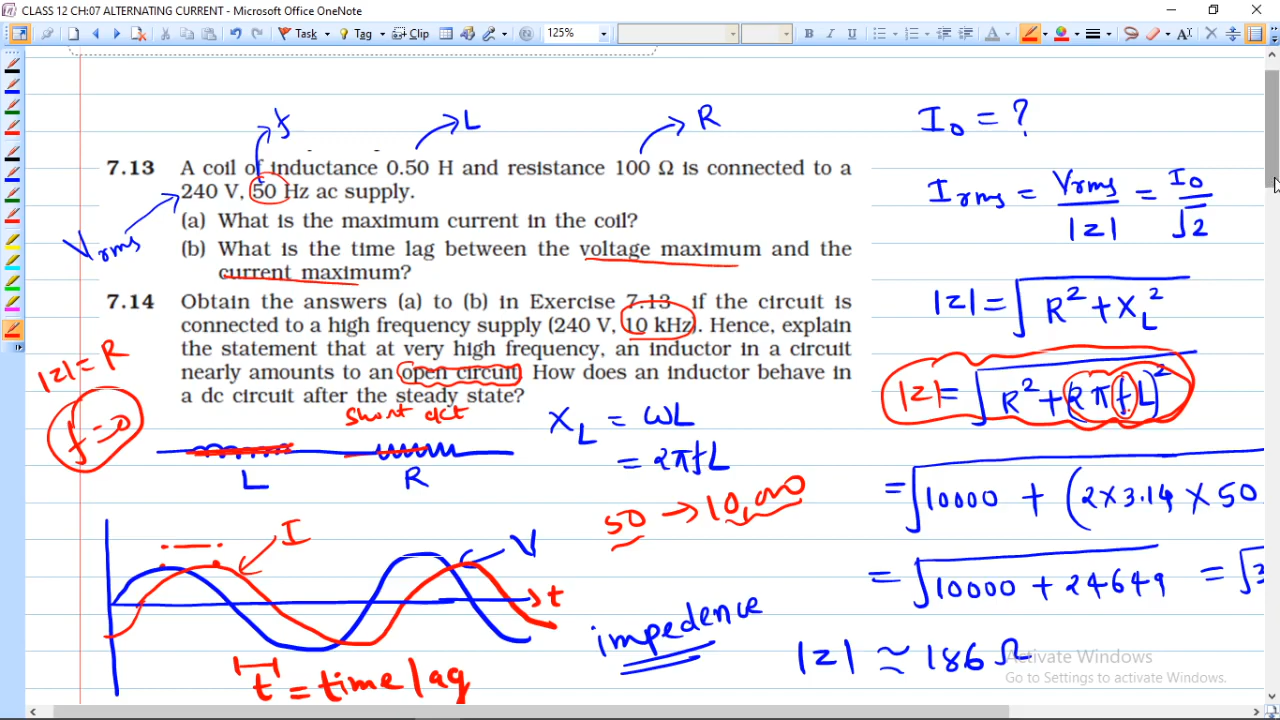 CLASS 12 CH:07 ALTERNATING CURRENT - Microsoft Office OneNote
Task Tag Clip 125%
f
L
R
7.13 A coil of inductance 0.50 H and resistance 100 Ω is connected to a
240 V, 50 Hz ac supply.
(a) What is the maximum current in the coil?
(b) What is the time lag between the voltage maximum and the
current maximum?
Vrms
7.14 Obtain the answers (a) to (b) in Exercise 7.13 if the circuit is
connected to a high frequency supply (240 V, 10 kHz). Hence, explain
the statement that at very high frequency, an inductor in a circuit
nearly amounts to an open circuit. How does an inductor behave in
a dc circuit after the steady state?
|z| = R
f=0
short ckt
L
R
X_L = ωL
= 2πfL
50 → 10,000
I
V
t
t = time lag
impedence
I₀ = ?
Irms = Vrms/|z| = I₀/√2
|z| = √R² + X_L²
|z| = √R² + (2πfL)²
= √10000 + (2×3.14×50
= √10000 + 24649 = √3
|z| ≈ 186 Ω
Activate Windows
Go to Settings to activate Windows.